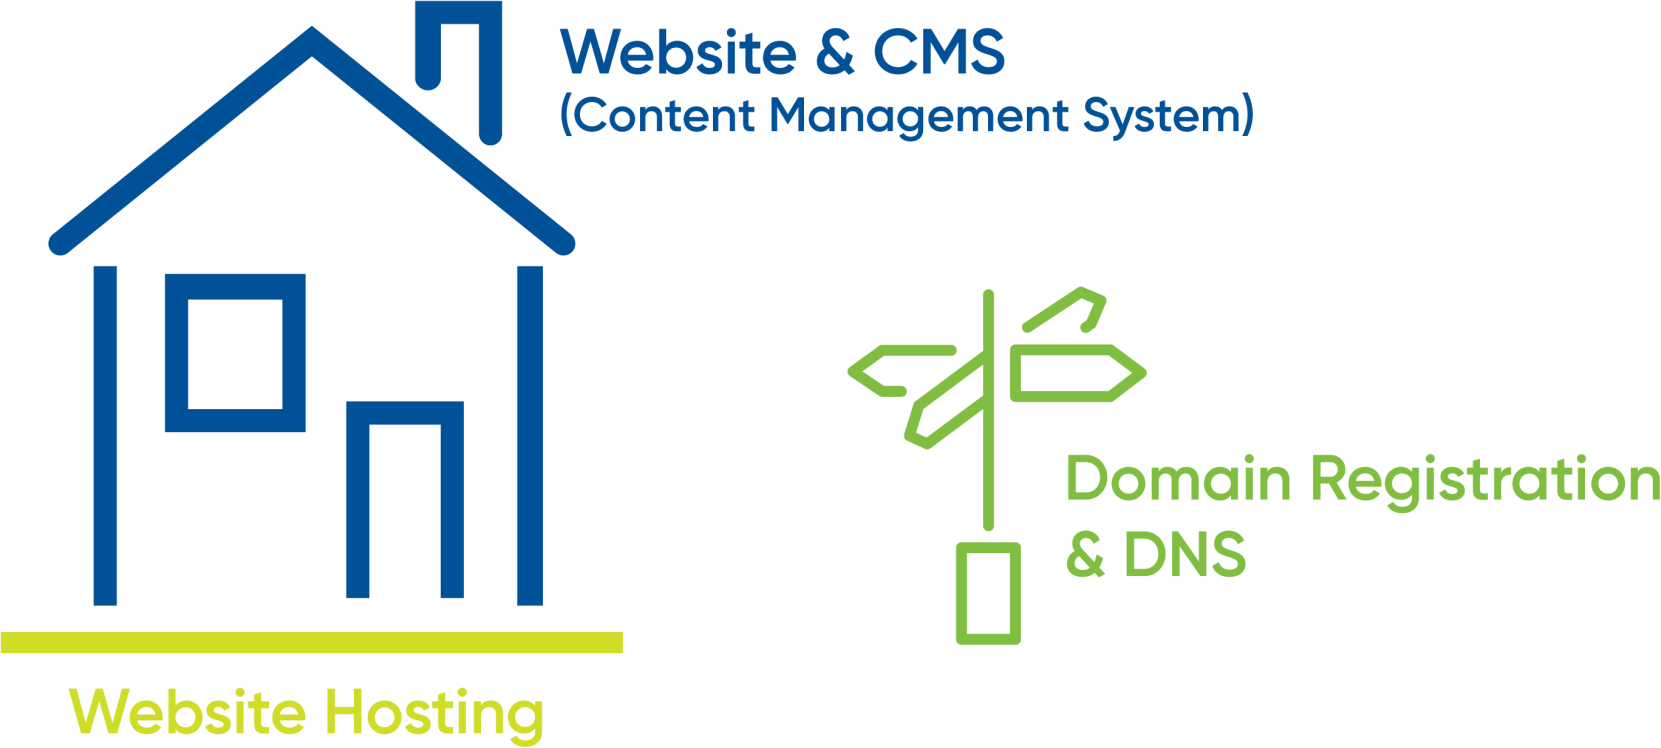 Website & CMS
(Content Management System)
Domain Registration
& DNS
Website Hosting